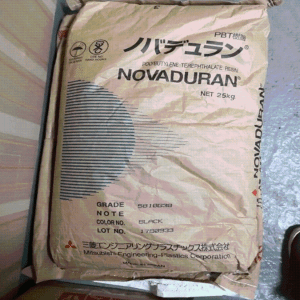 PBT樹脂
ノバデュラン®
POLYBUTYLENE TEREPHTHALATE RESIN
NOVADURAN®
NET 25kg
GRADE
NOTE
COLOR NO. BLACK
LOT NO.
三菱エンジニアリングプラスチックス株式会社
Mitsubishi Engineering-Plastics Corporation
NOVADURAN